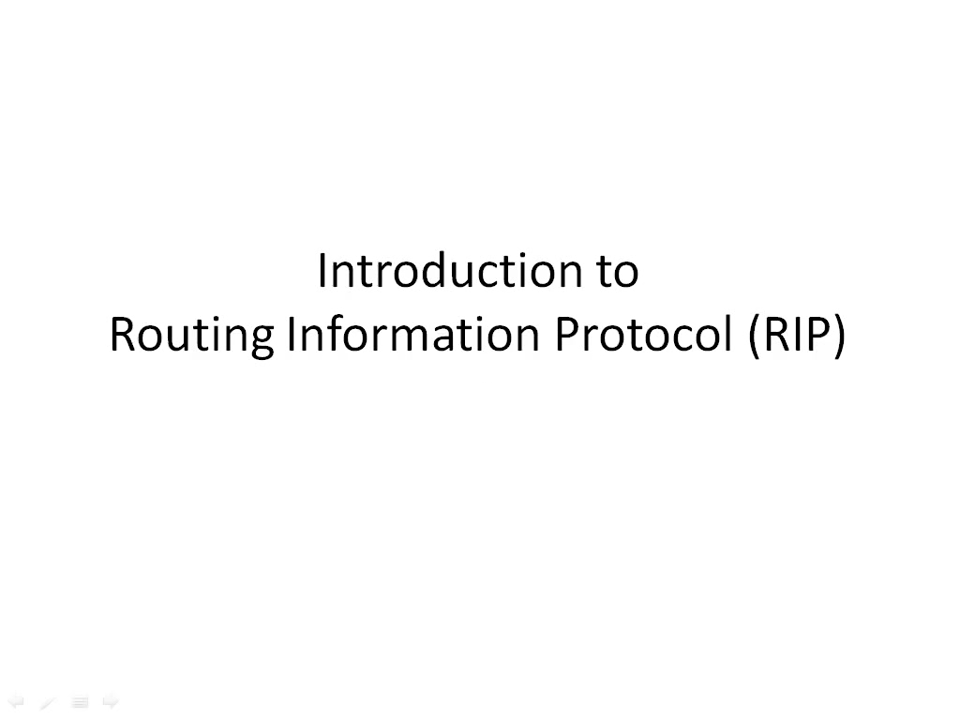 Introduction to
Routing Information Protocol (RIP)